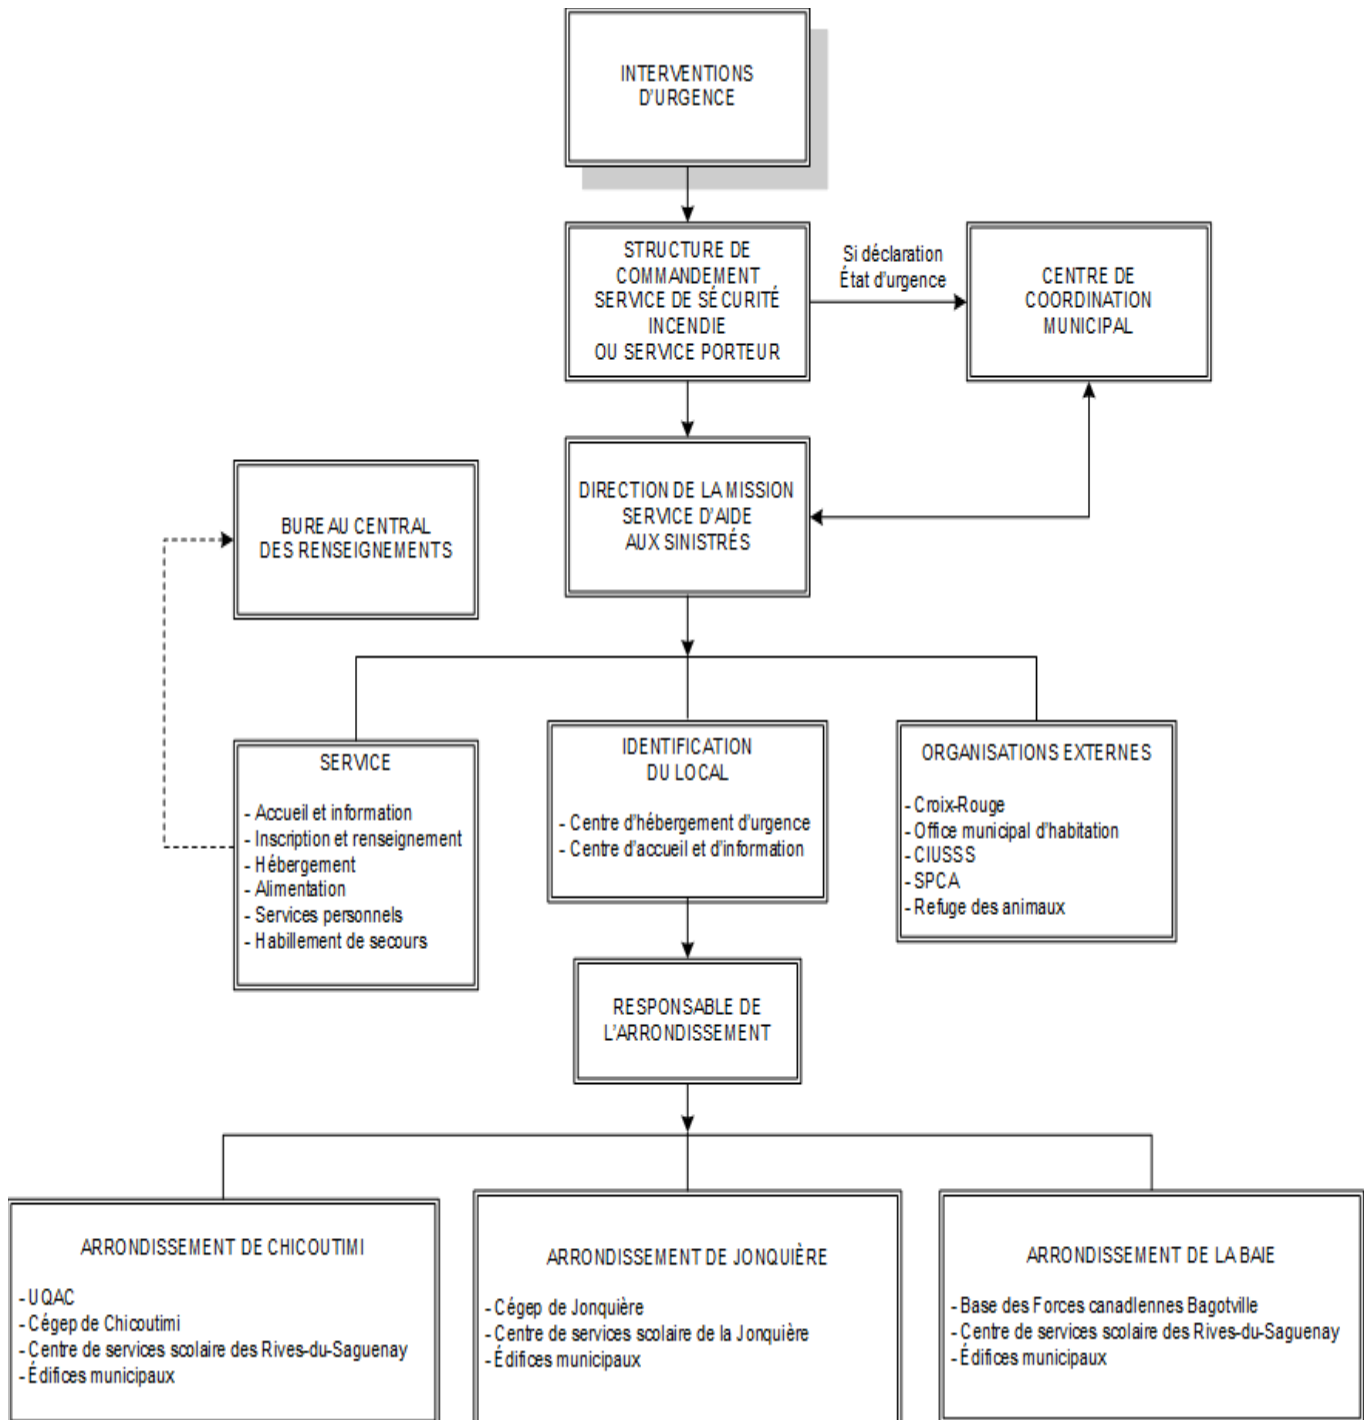 INTERVENTIONS
D'URGENCE
STRUCTURE DE
COMMANDEMENT
SERVICE DE SÉCURITÉ
INCENDIE
OU SERVICE PORTEUR
Si déclaration
État d'urgence
CENTRE DE
COORDINATION
MUNICIPAL
DIRECTION DE LA MISSION
SERVICE D'AIDE
AUX SINISTRÉS
BUREAU CENTRAL
DES RENSEIGNEMENTS
SERVICE
- Accueil et information
- Inscription et renseignement
- Hébergement
- Alimentation
- Services personnels
- Habillement de secours
IDENTIFICATION
DU LOCAL
- Centre d'hébergement d'urgence
- Centre d'accueil et d'information
ORGANISATIONS EXTERNES
- Croix-Rouge
- Office municipal d'habitation
- CIUSSS
- SPCA
- Refuge des animaux
RESPONSABLE DE
L'ARRONDISSEMENT
ARRONDISSEMENT DE CHICOUTIMI
- UQAC
- Cégep de Chicoutimi
- Centre de services scolaire des Rives-du-Saguenay
- Édifices municipaux
ARRONDISSEMENT DE JONQUIÈRE
- Cégep de Jonquière
- Centre de services scolaire de la Jonquière
- Édifices municipaux
ARRONDISSEMENT DE LA BAIE
- Base des Forces canadIennes Bagotville
- Centre de services scolaire des Rives-du-Saguenay
- Édifices municipaux